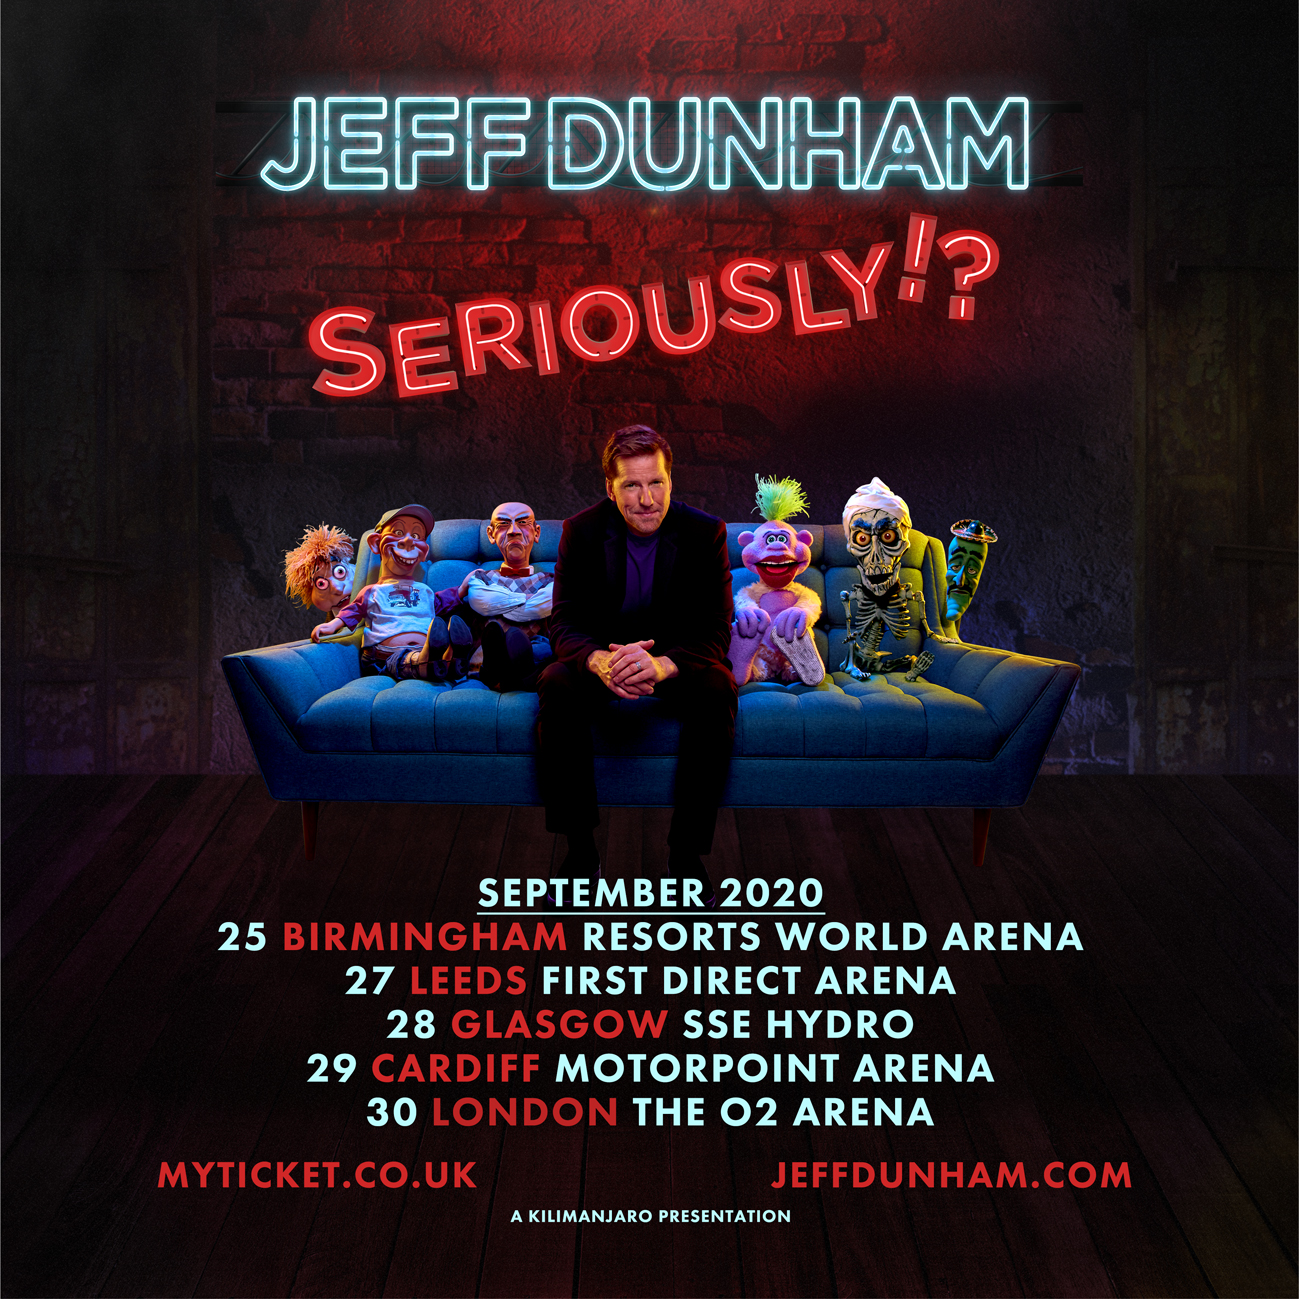 JEFF DUNHAM
SERIOUSLY!?
SEPTEMBER 2020
25 BIRMINGHAM RESORTS WORLD ARENA
27 LEEDS FIRST DIRECT ARENA
28 GLASGOW SSE HYDRO
29 CARDIFF MOTORPOINT ARENA
30 LONDON THE O2 ARENA
MYTICKET.CO.UK
JEFFDUNHAM.COM
A KILIMANJARO PRESENTATION